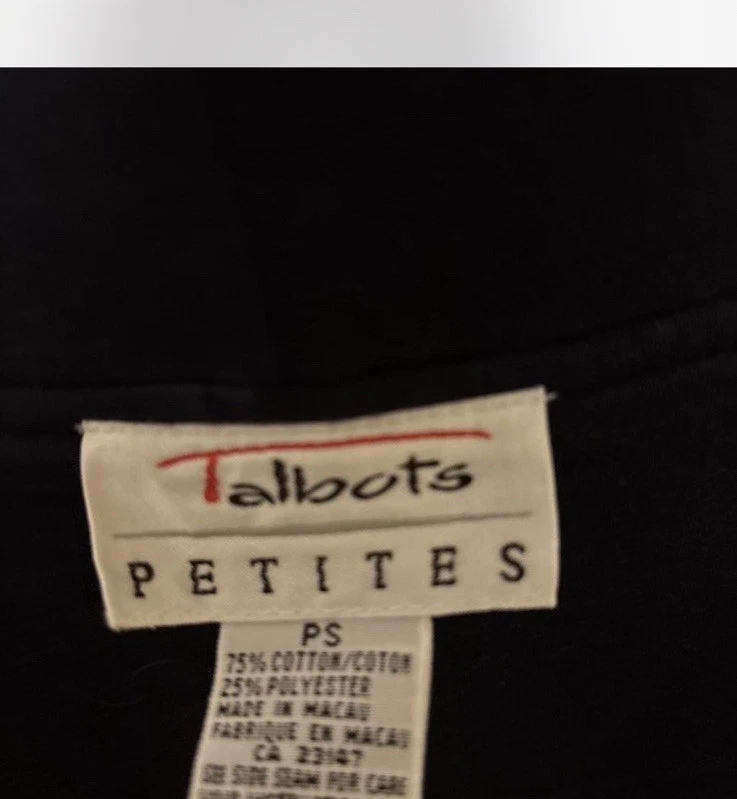 Talbots
PETITES
PS
75% COTTON/COTON
25% POLYESTER
MADE IN MACAU
FABRIQUE EN MACAU
CA 23147
SEE SIDE SEAM FOR CARE